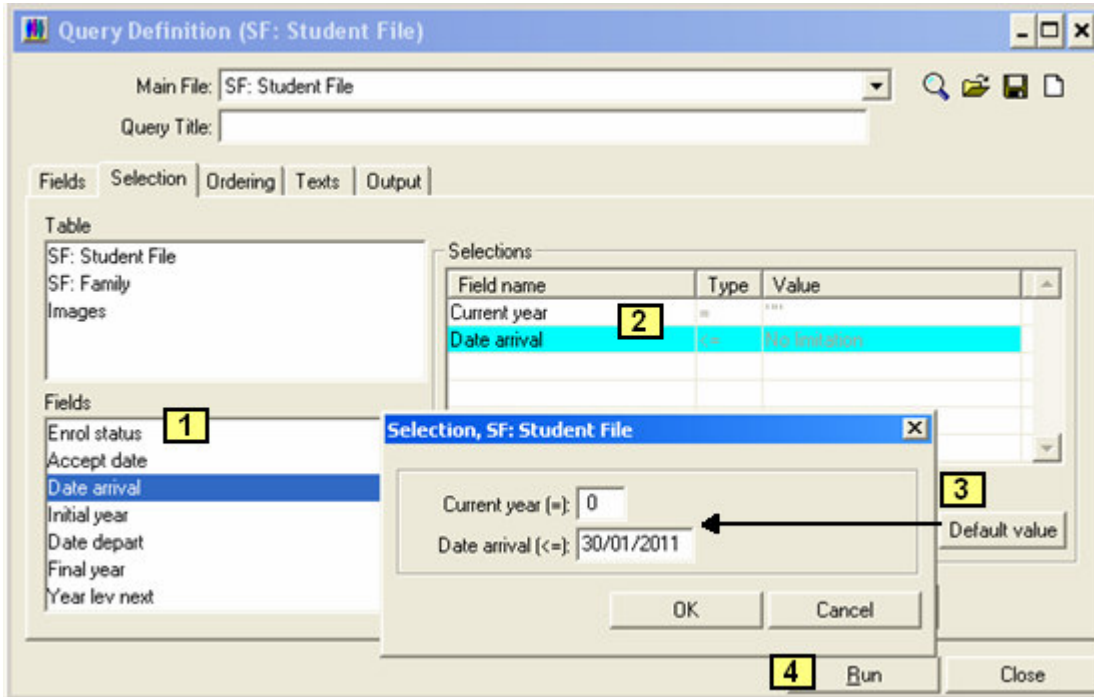 Query Definition (SF: Student File)
Main File: SF: Student File
Query Title:
Fields Selection Ordering Texts Output
Table
SF: Student File
SF: Family
Images
Selections
Field name Type Value
Current year = ""
Date arrival <= No limitation
2
Fields
1
Enrol status
Accept date
Date arrival
Initial year
Date depart
Final year
Year lev next
Selection, SF: Student File
Current year (=): 0
Date arrival (<=): 30/01/2011
OK Cancel
3
Default value
4
Run Close